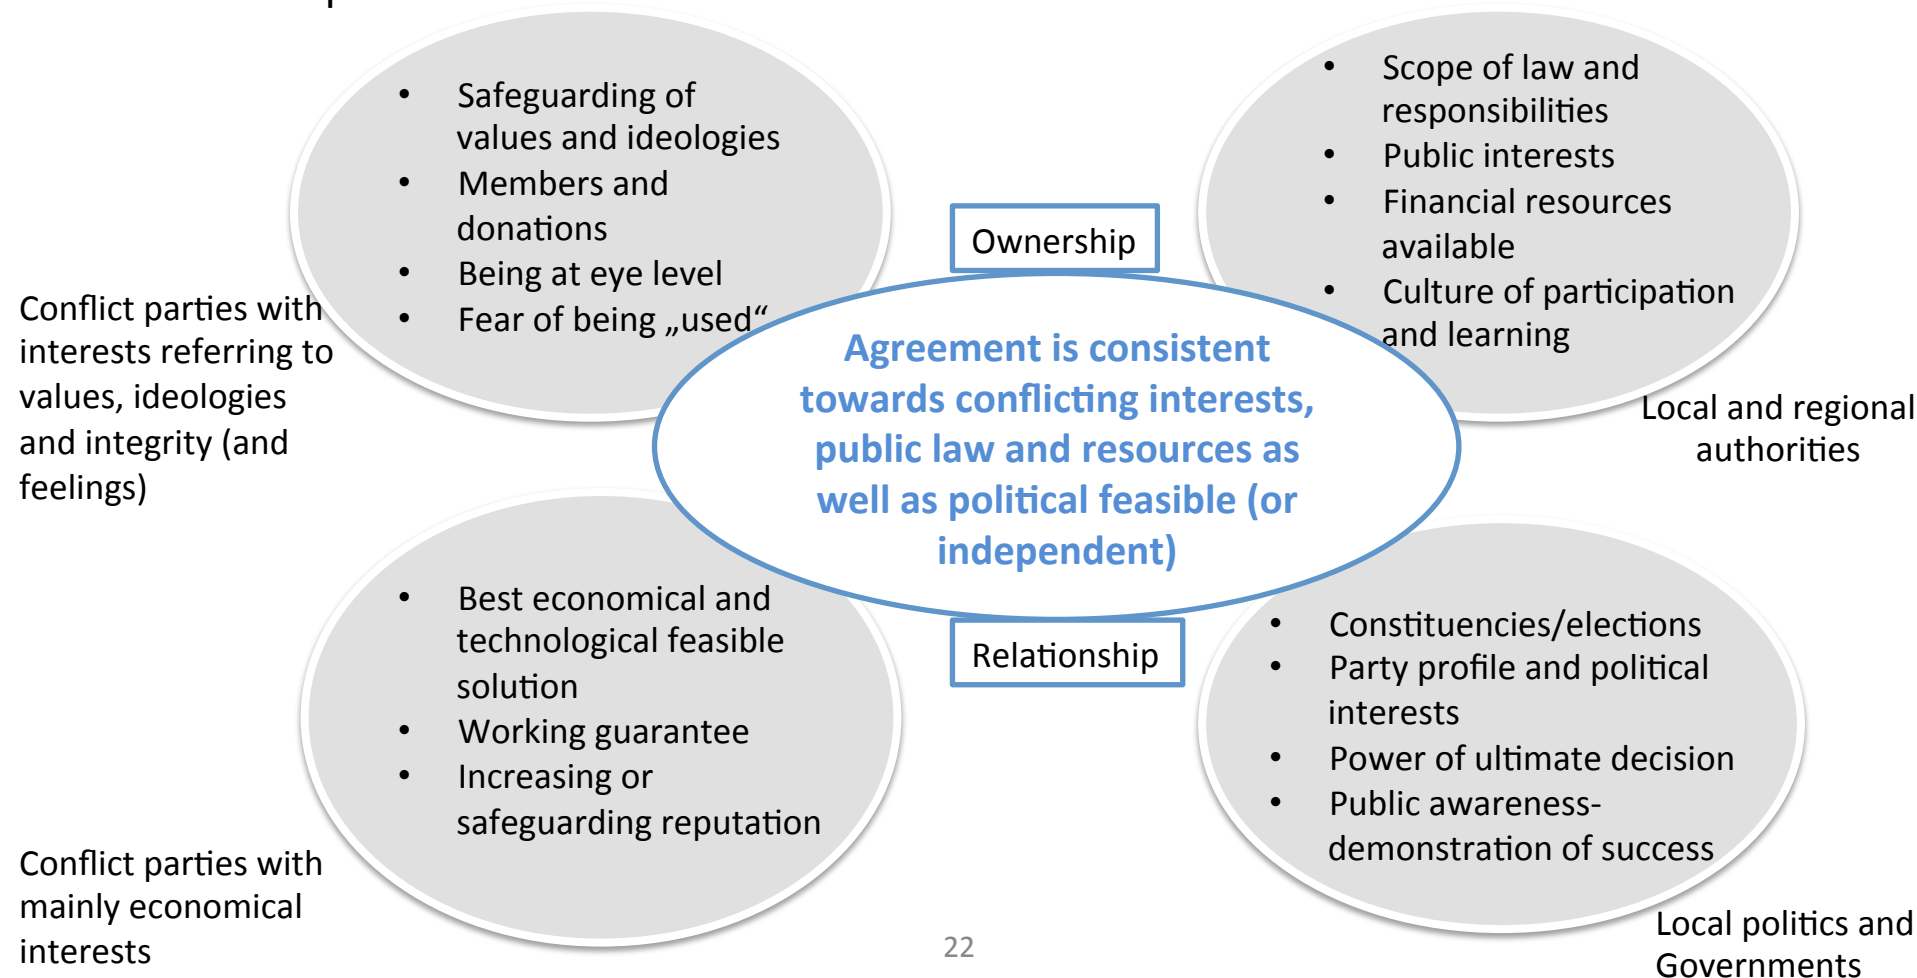 • Safeguarding of
values and ideologies
• Members and
donations
• Being at eye level
• Fear of being „used“
Conflict parties with
interests referring to
values, ideologies
and integrity (and
feelings)
• Scope of law and
responsibilities
• Public interests
• Financial resources
available
• Culture of participation
and learning
Local and regional
authorities
Ownership
Agreement is consistent
towards conflicting interests,
public law and resources as
well as political feasible (or
independent)
Relationship
• Best economical and
technological feasible
solution
• Working guarantee
• Increasing or
safeguarding reputation
Conflict parties with
mainly economical
interests
• Constituencies/elections
• Party profile and political
interests
• Power of ultimate decision
• Public awareness-
demonstration of success
Local politics and
Governments
22